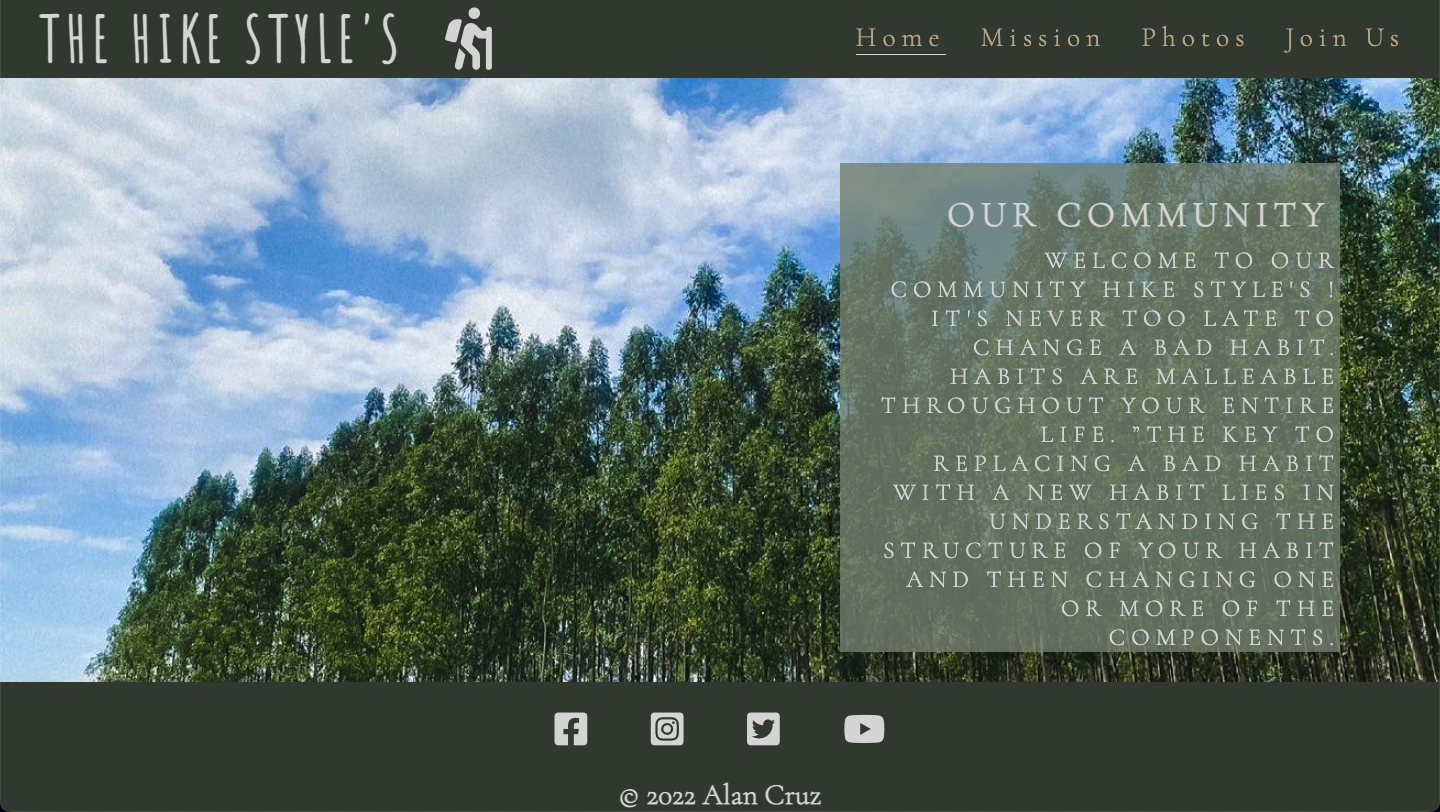 THE HIKE STYLE'S
Home Mission Photos Join Us
OUR COMMUNITY
WELCOME TO OUR
COMMUNITY HIKE STYLE'S !
IT'S NEVER TOO LATE TO
CHANGE A BAD HABIT.
HABITS ARE MALLEABLE
THROUGHOUT YOUR ENTIRE
LIFE. "THE KEY TO
REPLACING A BAD HABIT
WITH A NEW HABIT LIES IN
UNDERSTANDING THE
STRUCTURE OF YOUR HABIT
AND THEN CHANGING ONE
OR MORE OF THE
COMPONENTS.
© 2022 Alan Cruz